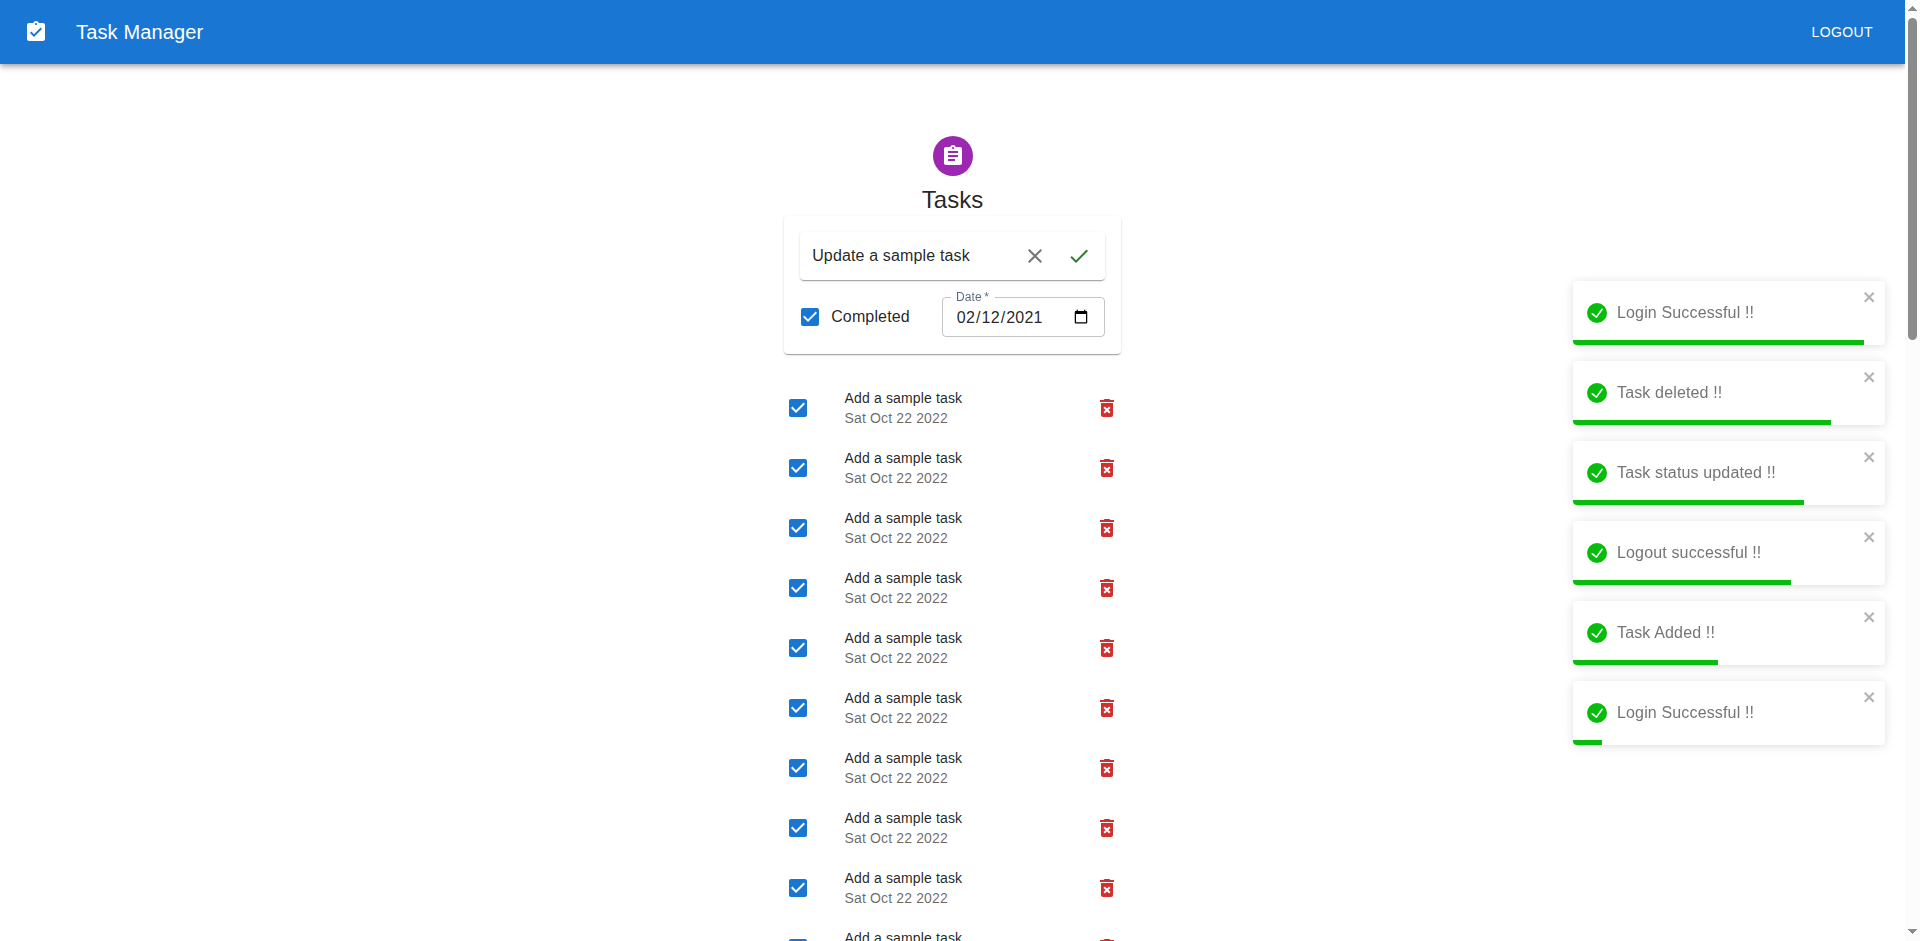 Task Manager
LOGOUT
Tasks
Update a sample task
Date *
Completed
02/12/2021
Add a sample task
Sat Oct 22 2022
Add a sample task
Sat Oct 22 2022
Add a sample task
Sat Oct 22 2022
Add a sample task
Sat Oct 22 2022
Add a sample task
Sat Oct 22 2022
Add a sample task
Sat Oct 22 2022
Add a sample task
Sat Oct 22 2022
Add a sample task
Sat Oct 22 2022
Add a sample task
Sat Oct 22 2022
Add a sample task
Login Successful !!
Task deleted !!
Task status updated !!
Logout successful !!
Task Added !!
Login Successful !!